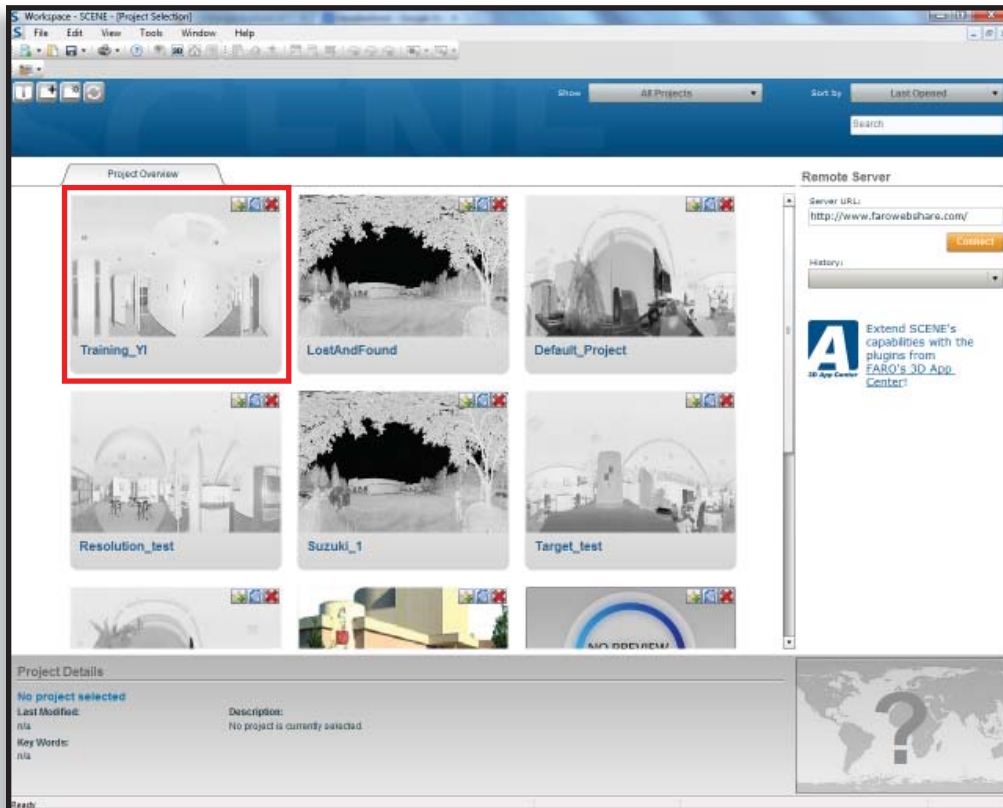 Workspace - SCENE - [Project Selection]
File Edit View Tools Window Help
Show All Projects Sort by Last Opened
Search
Project Overview
Training_YI
LostAndFound
Default_Project
Resolution_test
Suzuki_1
Target_test
NO PREVIEW
Remote Server
Server URL:
http://www.farowebshare.com/
Connect
History:
3D App Center
Extend SCENE's
capabilities with the
plugins from
FARO's 3D App
Center!
Project Details
No project selected
Last Modified:
n/a
Key Words:
n/a
Description:
No project is currently selected.
Ready